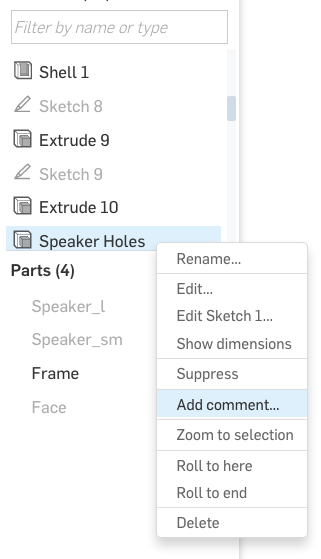 Filter by name or type
Shell 1
Sketch 8
Extrude 9
Sketch 9
Extrude 10
Speaker Holes
Parts (4)
Speaker_l
Speaker_sm
Frame
Face
Rename...
Edit...
Edit Sketch 1...
Show dimensions
Suppress
Add comment...
Zoom to selection
Roll to here
Roll to end
Delete